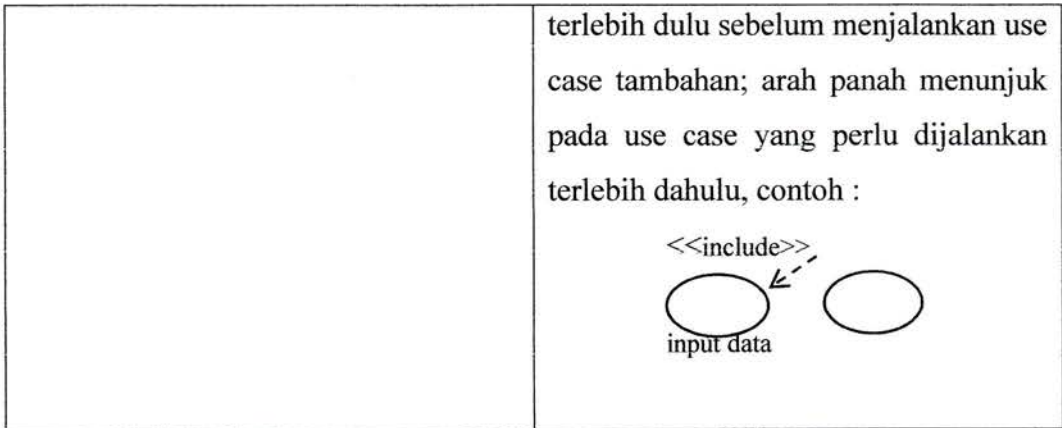 terlebih dulu sebelum menjalankan use
case tambahan; arah panah menunjuk
pada use case yang perlu dijalankan
terlebih dahulu, contoh :
<<include>>
input data